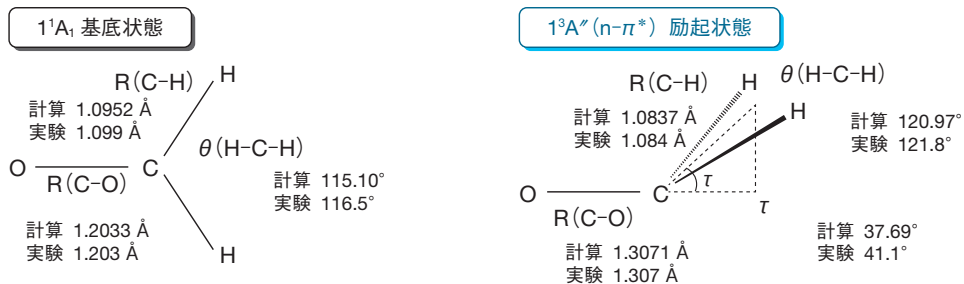 1¹A₁ 基底状態
R(C-H)
H
計算 1.0952 Å
実験 1.099 Å
θ(H-C-H)
O
C
R(C-O)
計算 115.10°
実験 116.5°
計算 1.2033 Å
実験 1.203 Å
H
1³A″(n-π*) 励起状態
R(C-H)
H
θ(H-C-H)
計算 1.0837 Å
実験 1.084 Å
H
計算 120.97°
実験 121.8°
τ
O
C
τ
R(C-O)
計算 37.69°
実験 41.1°
計算 1.3071 Å
実験 1.307 Å